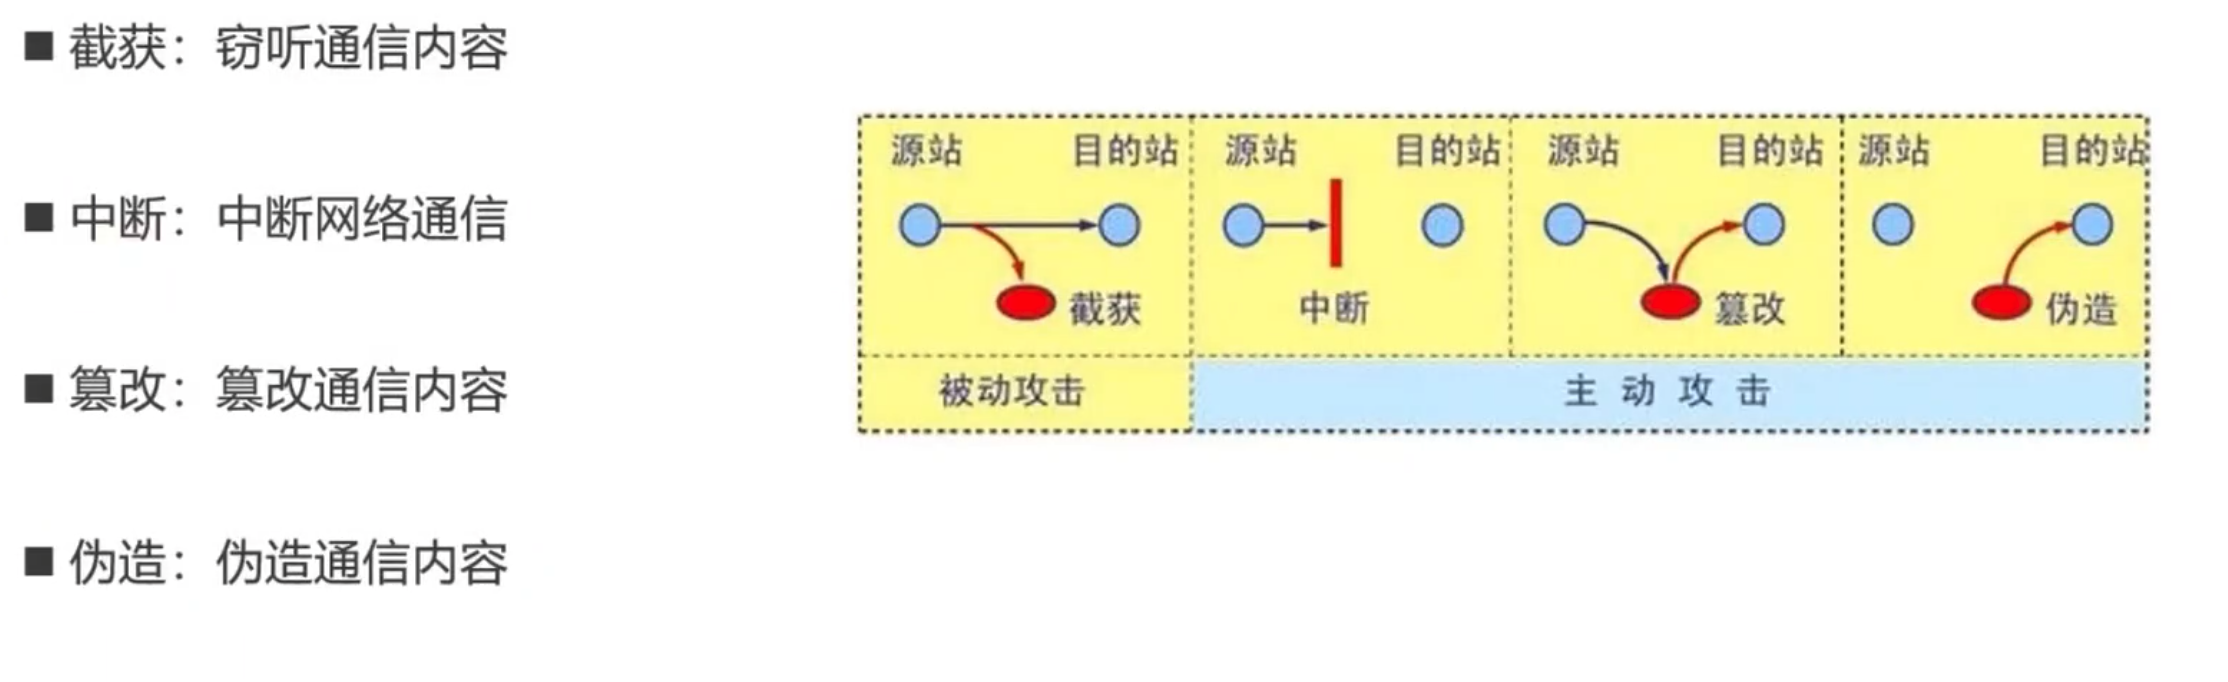 ■ 截获：窃听通信内容
■ 中断：中断网络通信
■ 篡改：篡改通信内容
■ 伪造：伪造通信内容
源站 目的站 源站 目的站 源站 目的站 源站 目的站
截获 中断 篡改 伪造
被动攻击 主动攻击